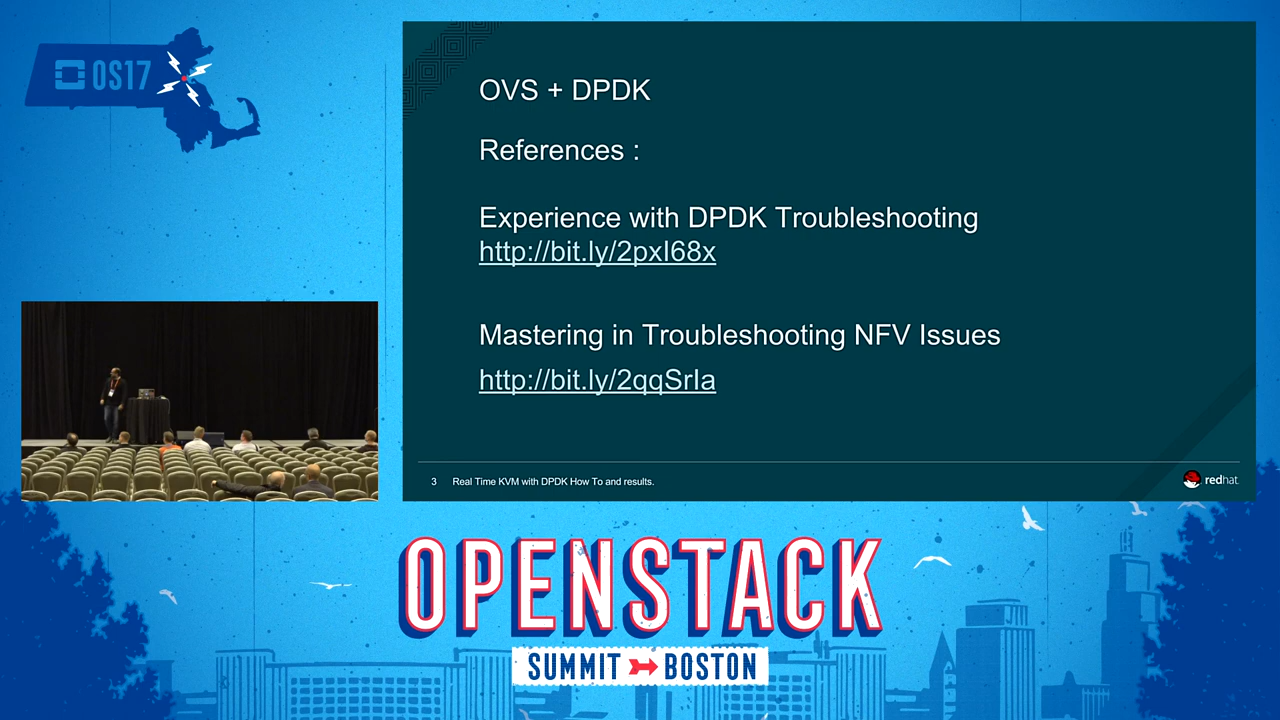 OS17
OVS + DPDK
References :
Experience with DPDK Troubleshooting
http://bit.ly/2pxI68x
Mastering in Troubleshooting NFV Issues
http://bit.ly/2qqSrIa
3 Real Time KVM with DPDK How To and results.
redhat.
OPENSTACK
SUMMIT BOSTON